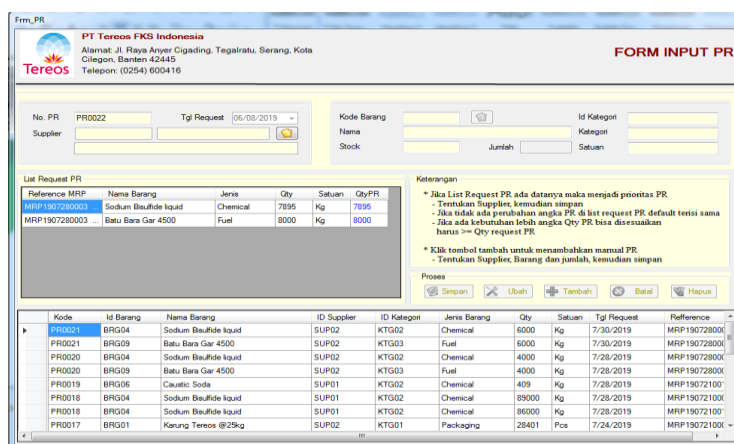 Frm_PR
PT Tereos FKS Indonesia
Alamat: Jl. Raya Anyer Cigading, Tegalratu, Serang, Kota
Cilegon, Banten 42445
Telepon: (0254) 600416
Tereos
FORM INPUT PR
No. PR PR0022 Tgl Request 06/08/2019
Supplier
Kode Barang Id Kategori
Nama Kategori
Stock Jumlah Satuan
List Request PR
Reference MRP Nama Barang Jenis Qty Satuan QtyPR
MRP1907280003 ... Sodium Bisulfide liquid Chemical 7895 Kg 7895
MRP1907280003 ... Batu Bara Gar 4500 Fuel 8000 Kg 8000
Keterangan
* Jika List Request PR ada datanya maka menjadi prioritas PR
- Tentukan Supplier, kemudian simpan
- Jika tidak ada perubahan angka PR di list request PR default terisi sama
- Jika ada kebutuhan lebih angka Qty PR bisa disesuaikan
harus >= Qty request PR
* Klik tombol tambah untuk menambahkan manual PR
- Tentukan Supplier, Barang dan jumlah, kemudian simpan
Proses
Simpan Ubah Tambah Batal Hapus
Kode Id Barang Nama Barang ID Supplier ID Kategori Jenis Barang Qty Satuan Tgl Request Refference
PR0021 BRG04 Sodium Bisulfide liquid SUP02 KTG02 Chemical 6000 Kg 7/30/2019 MRP190728000
PR0021 BRG09 Batu Bara Gar 4500 SUP02 KTG03 Fuel 6000 Kg 7/30/2019 MRP190728000
PR0020 BRG04 Sodium Bisulfide liquid SUP02 KTG02 Chemical 4000 Kg 7/28/2019 MRP190728000
PR0020 BRG09 Batu Bara Gar 4500 SUP02 KTG03 Fuel 4000 Kg 7/28/2019 MRP190728000
PR0019 BRG06 Caustic Soda SUP01 KTG02 Chemical 409 Kg 7/28/2019 MRP190721001
PR0018 BRG04 Sodium Bisulfide liquid SUP01 KTG02 Chemical 89000 Kg 7/28/2019 MRP190721000
PR0018 BRG04 Sodium Bisulfide liquid SUP01 KTG02 Chemical 86000 Kg 7/28/2019 MRP190721000
PR0017 BRG01 Karung Tereos @25kg SUP02 KTG01 Packaging 28401 Pcs 7/24/2019 MRP190721000